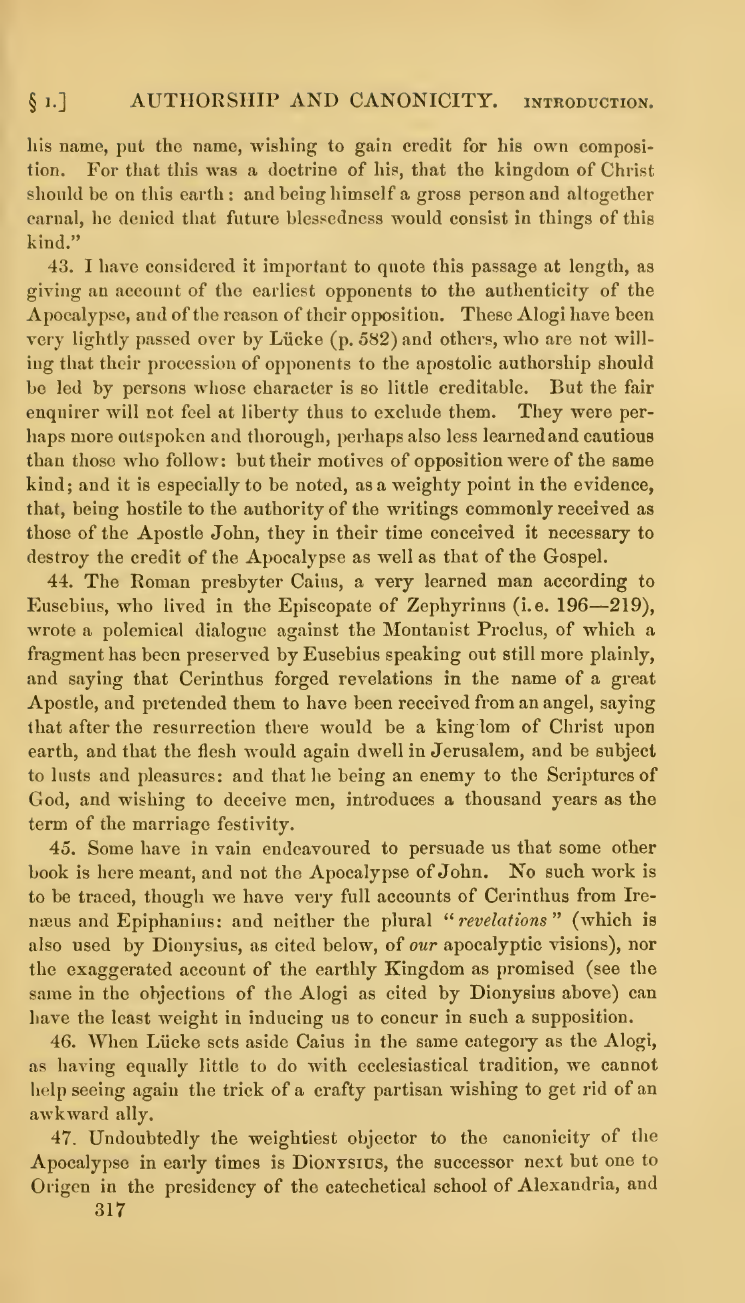 § 1.] AUTHORSHIP AND CANONICITY. INTRODUCTION.
his name, put the name, wishing to gain credit for his own composi-
tion. For that this was a doctrine of his, that the kingdom of Christ
should be on this earth: and being himself a gross person and altogether
carnal, he denied that future blessedness would consist in things of this
kind.”
43. I have considered it important to quote this passage at length, as
giving an account of the earliest opponents to the authenticity of the
Apocalypse, and of the reason of their opposition. These Alogi have been
very lightly passed over by Lücke (p. 582) and others, who are not will-
ing that their procession of opponents to the apostolic authorship should
be led by persons whose character is so little creditable. But the fair
enquirer will not feel at liberty thus to exclude them. They were per-
haps more outspoken and thorough, perhaps also less learned and cautious
than those who follow: but their motives of opposition were of the same
kind; and it is especially to be noted, as a weighty point in the evidence,
that, being hostile to the authority of the writings commonly received as
those of the Apostle John, they in their time conceived it necessary to
destroy the credit of the Apocalypse as well as that of the Gospel.
44. The Roman presbyter Caius, a very learned man according to
Eusebius, who lived in the Episcopate of Zephyrinus (i. e. 196—219),
wrote a polemical dialogue against the Montanist Proclus, of which a
fragment has been preserved by Eusebius speaking out still more plainly,
and saying that Cerinthus forged revelations in the name of a great
Apostle, and pretended them to have been received from an angel, saying
that after the resurrection there would be a king lom of Christ upon
earth, and that the flesh would again dwell in Jerusalem, and be subject
to lusts and pleasures: and that he being an enemy to the Scriptures of
God, and wishing to deceive men, introduces a thousand years as the
term of the marriage festivity.
45. Some have in vain endeavoured to persuade us that some other
book is here meant, and not the Apocalypse of John. No such work is
to be traced, though we have very full accounts of Cerinthus from Ire-
næus and Epiphanius: and neither the plural “revelations” (which is
also used by Dionysius, as cited below, of our apocalyptic visions), nor
the exaggerated account of the earthly Kingdom as promised (see the
same in the objections of the Alogi as cited by Dionysius above) can
have the least weight in inducing us to concur in such a supposition.
46. When Lücke sets aside Caius in the same category as the Alogi,
as having equally little to do with ecclesiastical tradition, we cannot
help seeing again the trick of a crafty partisan wishing to get rid of an
awkward ally.
47. Undoubtedly the weightiest objector to the canonicity of the
Apocalypse in early times is DIONYSIUS, the successor next but one to
Origen in the presidency of the catechetical school of Alexandria, and
317